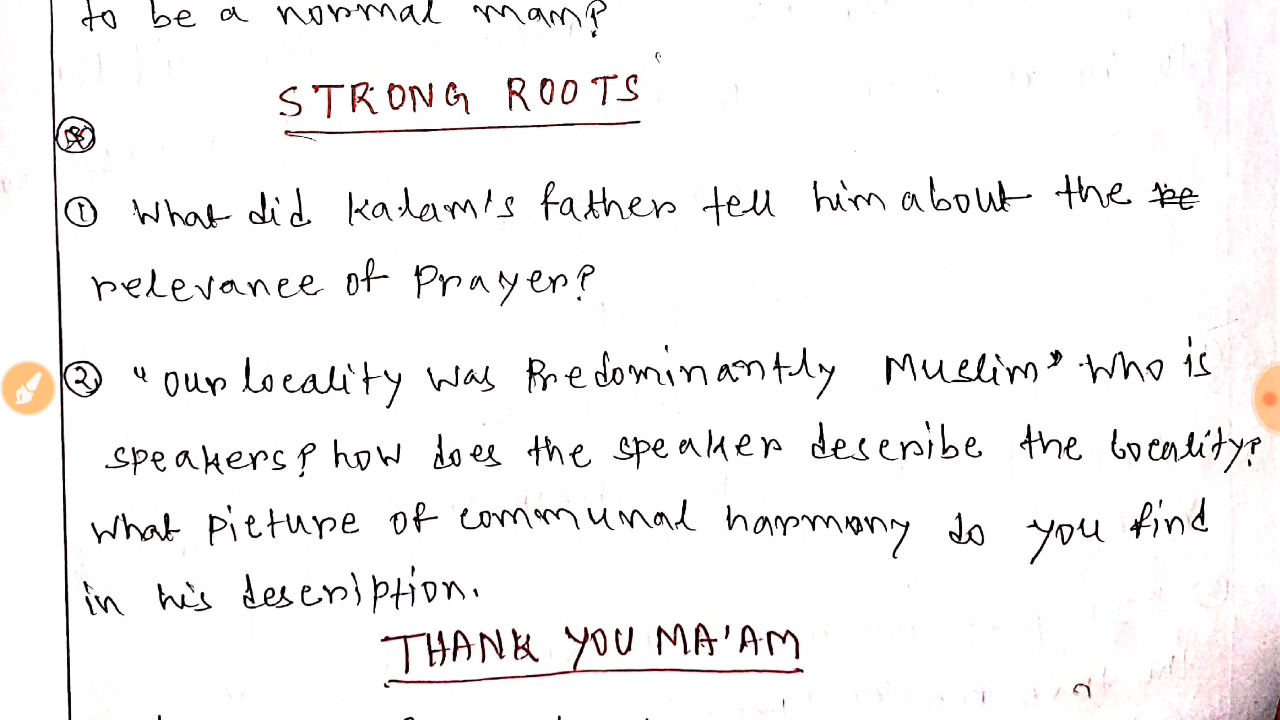 to be a normal man?
STRONG ROOTS
① What did Kalam's father tell him about the
relevance of Prayer?
② "Our locality was Predominantly Muslim" Who is
speakers? how does the speaker describe the locality?
What Picture of communal harmony do you find
in his description.
THANK YOU MA'AM